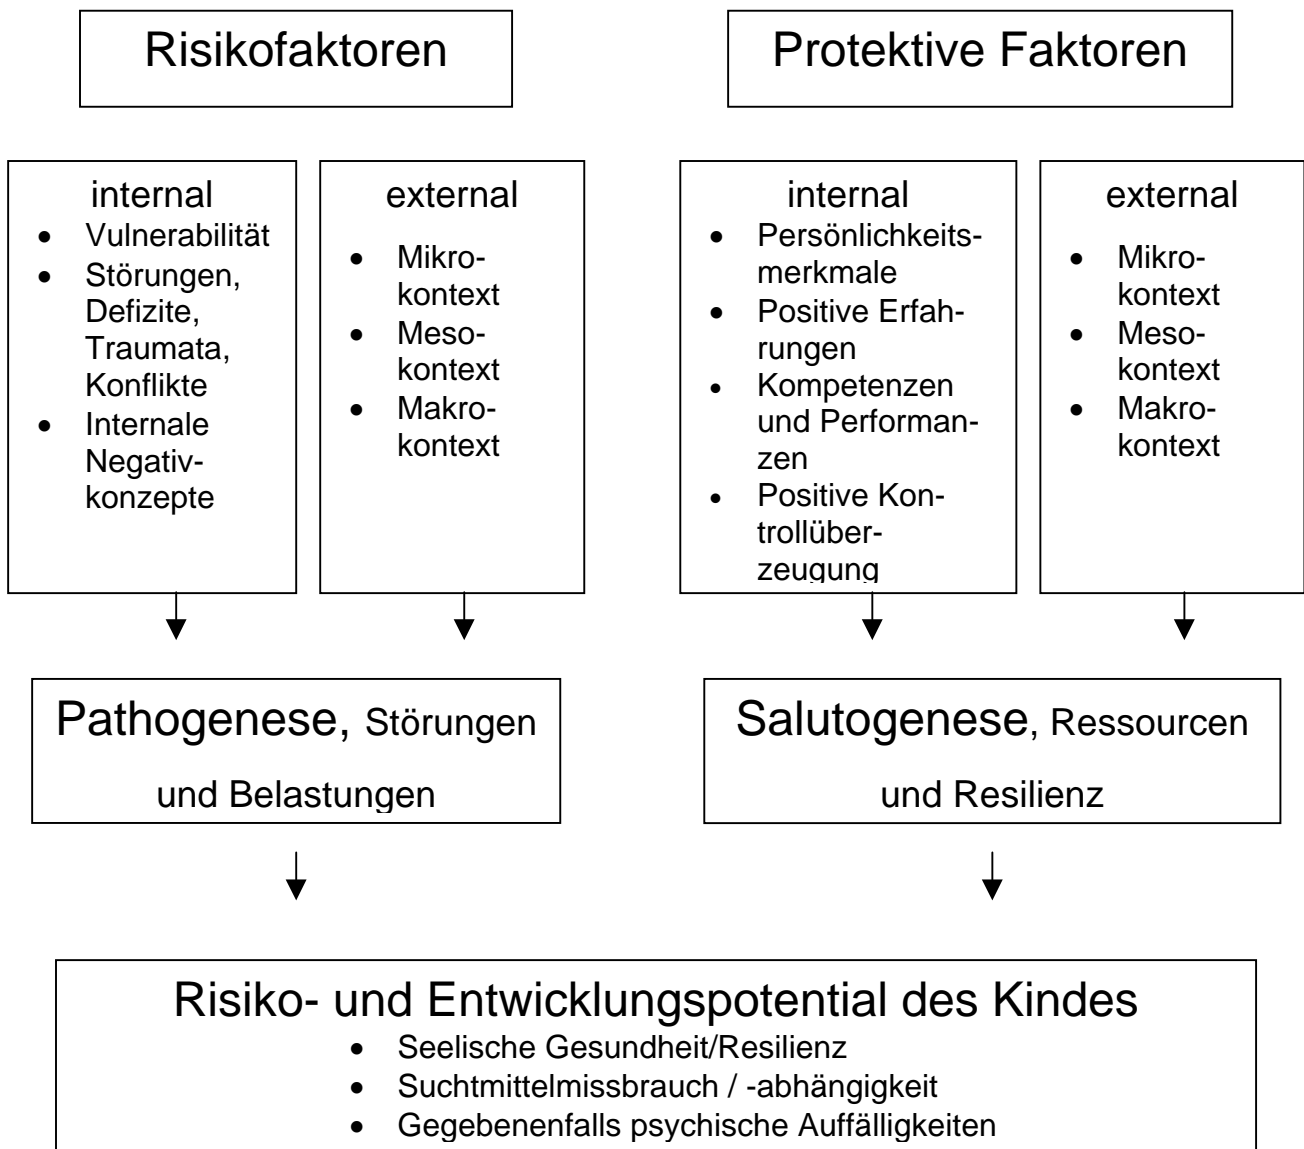 Risikofaktoren
Protektive Faktoren
internal
• Vulnerabilität
• Störungen,
Defizite,
Traumata,
Konflikte
• Internale
Negativ-
konzepte
external
• Mikro-
kontext
• Meso-
kontext
• Makro-
kontext
internal
• Persönlichkeits-
merkmale
• Positive Erfah-
rungen
• Kompetenzen
und Performan-
zen
• Positive Kon-
trollüber-
zeugung
external
• Mikro-
kontext
• Meso-
kontext
• Makro-
kontext
Pathogenese, Störungen
und Belastungen
Salutogenese, Ressourcen
und Resilienz
Risiko- und Entwicklungspotential des Kindes
• Seelische Gesundheit/Resilienz
• Suchtmittelmissbrauch / -abhängigkeit
• Gegebenenfalls psychische Auffälligkeiten